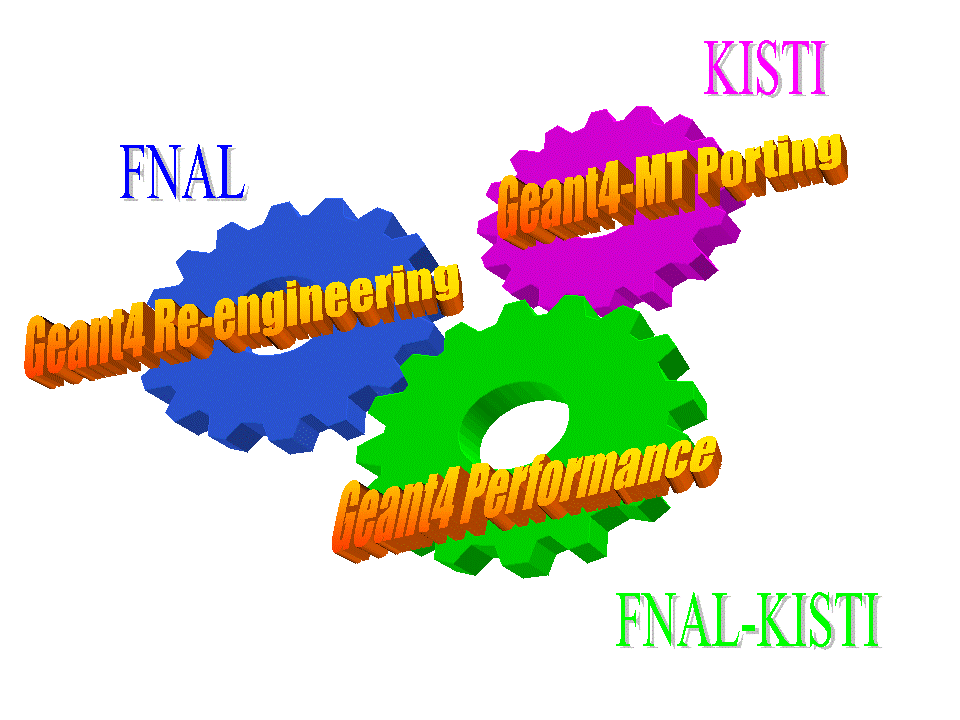 KISTI
FNAL
Geant4-MT Porting
Geant4 Re-engineering
Geant4 Performance
FNAL-KISTI